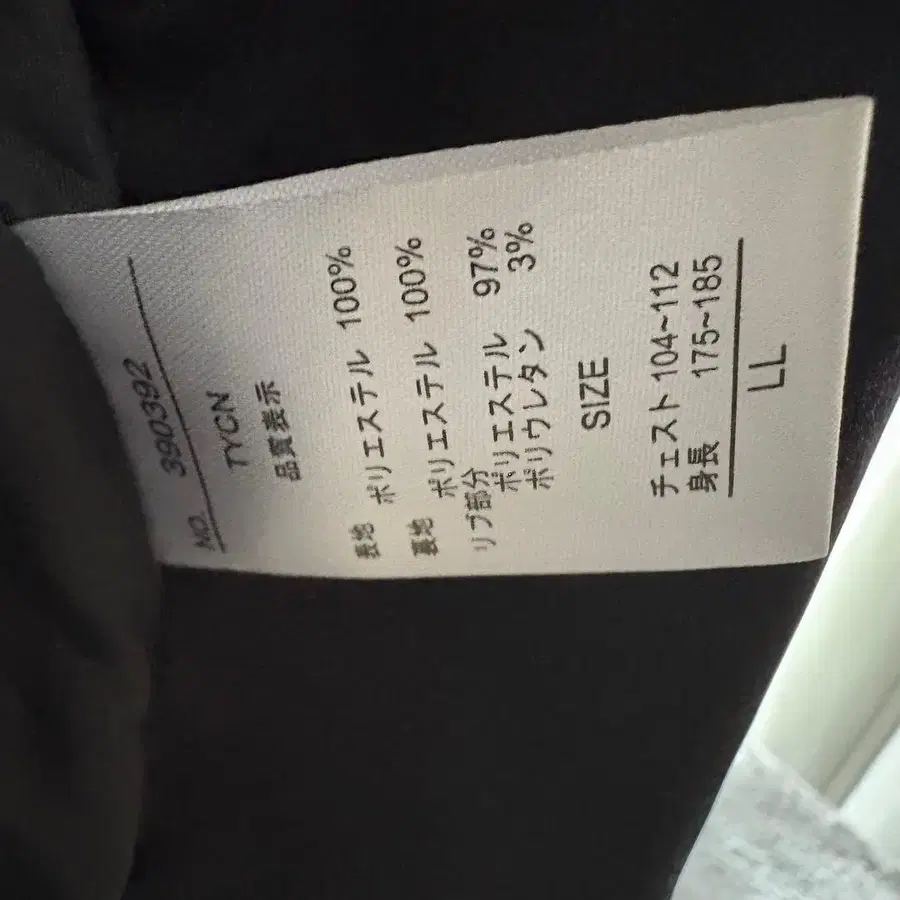 NO. 390392
TYCN
品質表示
表地 ポリエステル 100%
裏地 ポリエステル 100%
リブ部分
ポリエステル 97%
ポリウレタン 3%
SIZE
チェスト 104~112
身長 175~185
LL